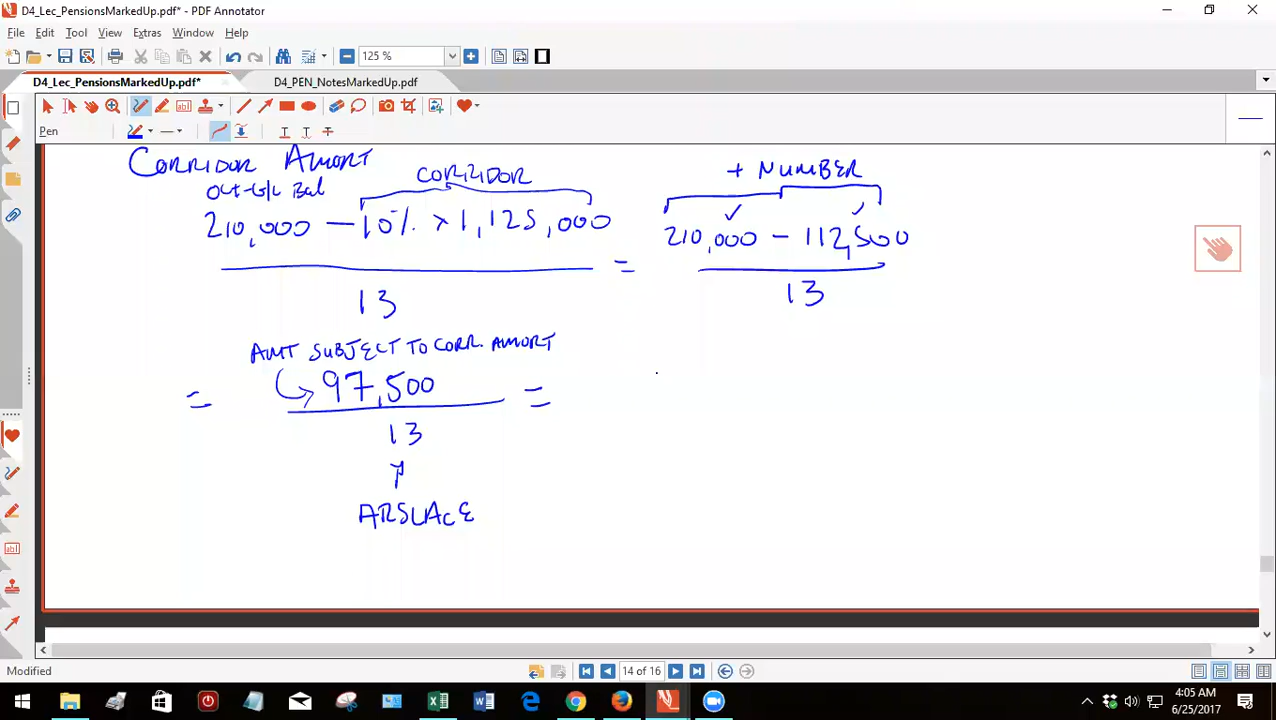 D4_Lec_PensionsMarkedUp.pdf* - PDF Annotator
File Edit Tool View Extras Window Help
125 %
D4_Lec_PensionsMarkedUp.pdf* D4_PEN_NotesMarkedUp.pdf
Pen
CORRIDOR AMORT
OCI-G/L Bal
CORRIDOR
+ NUMBER
210,000 - 10% × 1,125,000
13
=
210,000 - 112,500
13
AMT SUBJECT TO CORR. AMORT
= 97,500 =
13
ARSLACE
Modified
14 of 16
4:05 AM
6/25/2017